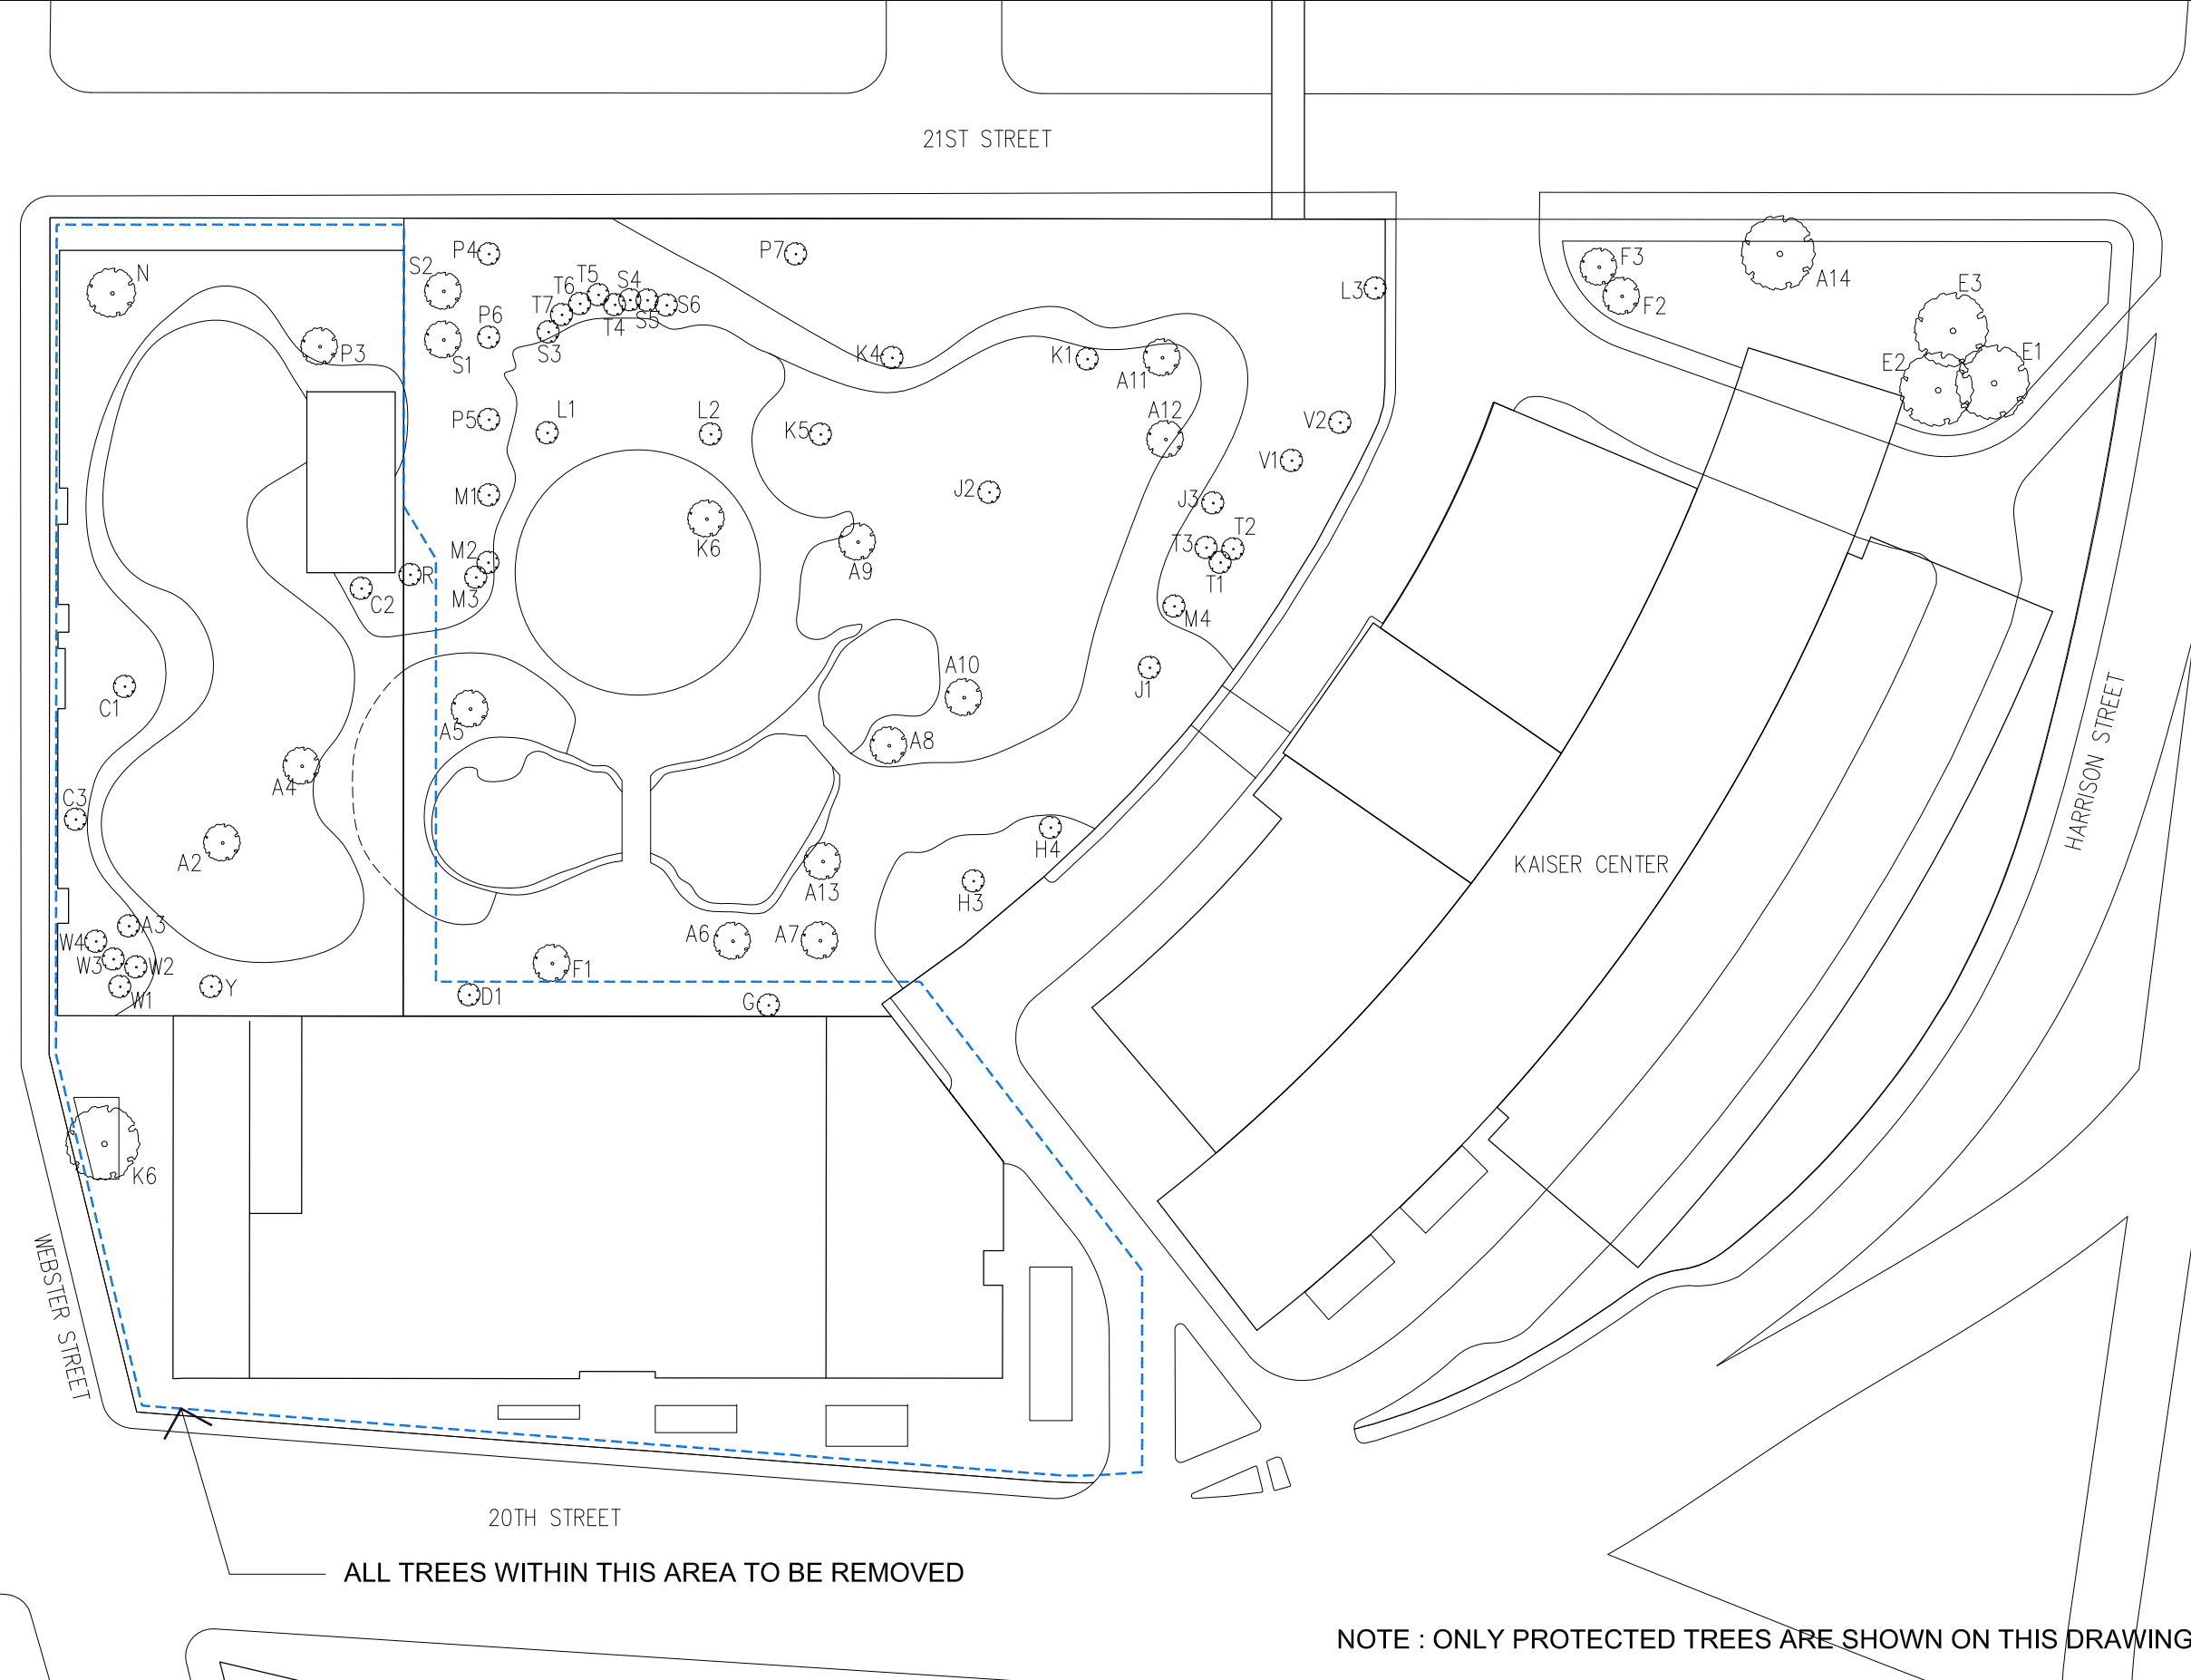 21ST STREET
N
S2
P4
P7
T5
S4
T6
T7
S6
S5
T4
P6
S3
S1
P3
L3
F3
F2
A14
E3
E2
E1
K4
K1
A11
A12
P5
L1
L2
K5
V2
V1
M1
J2
J3
K6
T3
T2
T1
M2
R
M3
C2
A9
M4
A10
J1
C1
A5
A8
A4
C3
A2
A13
H4
H3
KAISER CENTER
HARRISON STREET
A3
W4
W3
W2
W1
Y
A6
A7
F1
D1
G
K6
WEBSTER STREET
20TH STREET
ALL TREES WITHIN THIS AREA TO BE REMOVED
NOTE : ONLY PROTECTED TREES ARE SHOWN ON THIS DRAWING